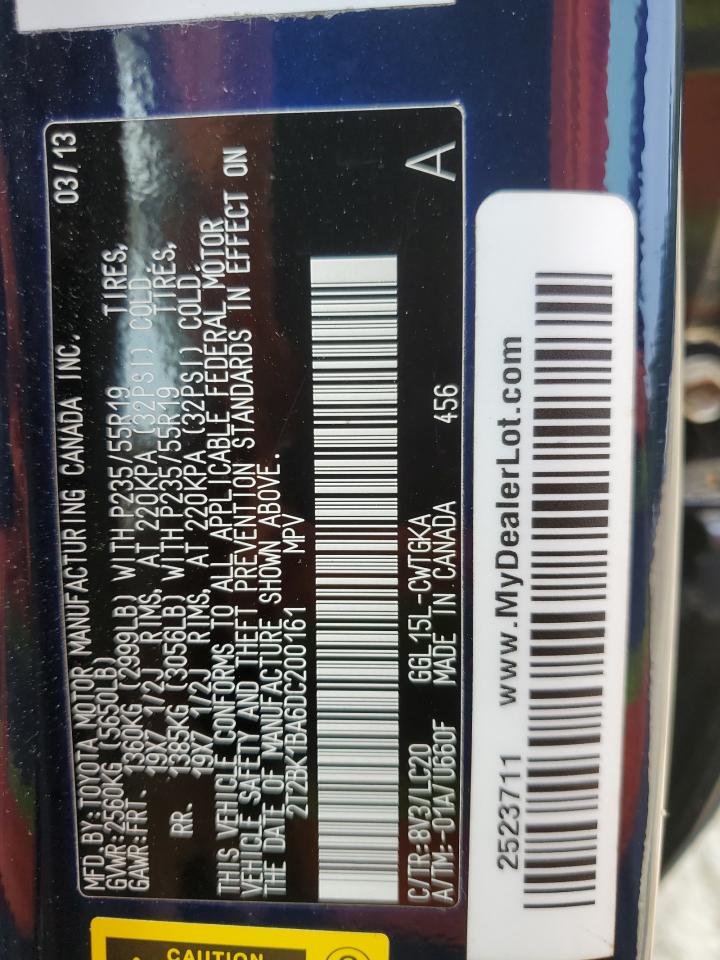 MFD.BY:TOYOTA MOTOR MANUFACTURING CANADA INC. 03/13
GVWR:2560KG (5650LB)
GAWR:FRT. 1360KG (2999LB) WITH P235/55R19 TIRES,
19X7 1/2J RIMS, AT 220KPA (32PSI) COLD.
RR. 1385KG (3056LB) WITH P235/55R19 TIRES,
19X7 1/2J RIMS, AT 220KPA (32PSI) COLD.
THIS VEHICLE CONFORMS TO ALL APPLICABLE FEDERAL MOTOR
VEHICLE SAFETY AND THEFT PREVENTION STANDARDS IN EFFECT ON
THE DATE OF MANUFACTURE SHOWN ABOVE.
2T2BK1BA6DC200161 MPV
C/TR:8V3/LC20 GGL15L-CWTGKA
A/TM:-01A/U660F MADE IN CANADA 456 A
2523711 www.MyDealerLot.com
CAUTION